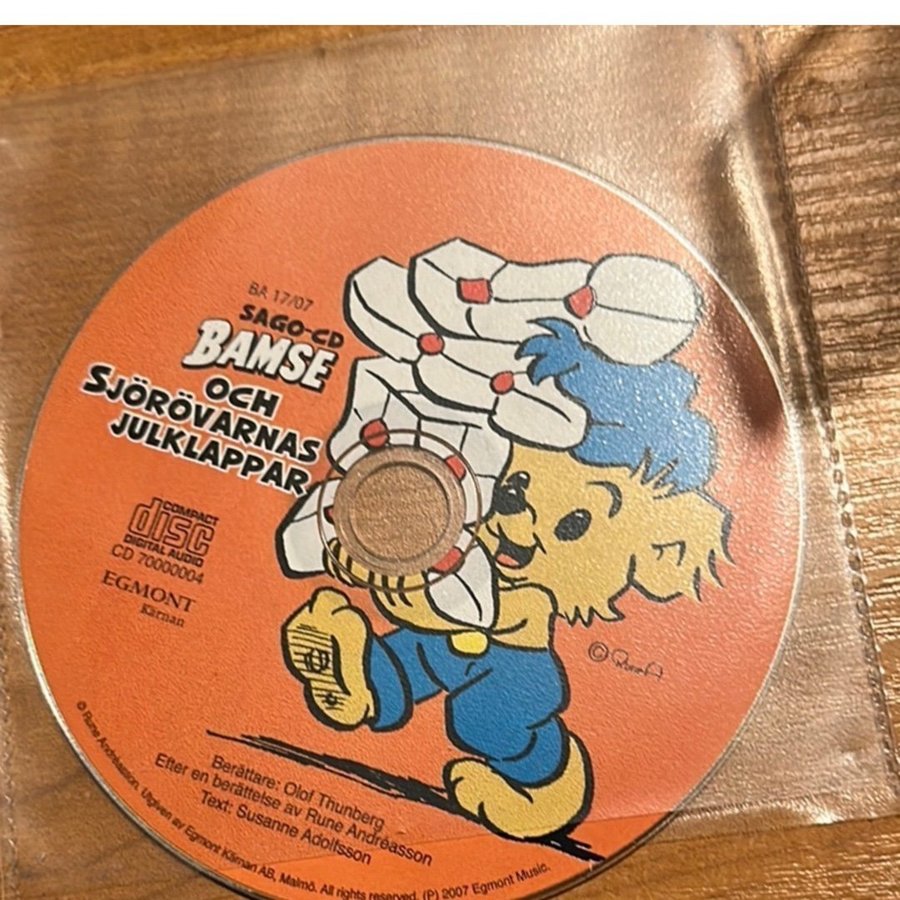 BA 17/07
SAGO-CD
BAMSE
OCH
SJÖRÖVARNAS
JULKLAPPAR
COMPACT
disc
DIGITAL AUDIO
CD 70000004
EGMONT
Kärnan
©
Berättare: Olof Thunberg
Efter en berättelse av Rune Andréasson
Text: Susanne Adolfsson
© Rune Andréasson. Utgiven av Egmont Kärnan AB, Malmö. All rights reserved. (P) 2007 Egmont Music.